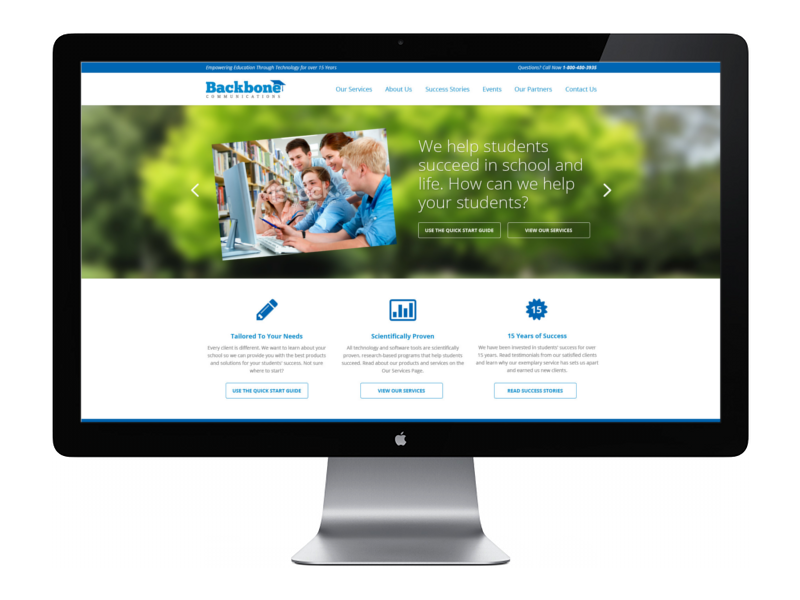 Empowering Education Through Technology for over 15 Years
Questions? Call Now 1-800-480-3935
Backbone
COMMUNICATIONS
Our Services
About Us
Success Stories
Events
Our Partners
Contact Us
We help students
succeed in school and
life. How can we help
your students?
USE THE QUICK START GUIDE
VIEW OUR SERVICES
15
Tailored To Your Needs
Every client is different. We want to learn about your
school so we can provide you with the best products
and solutions for your students' success. Not sure
where to start?
USE THE QUICK START GUIDE
Scientifically Proven
All technology and software tools are scientifically
proven, research-based programs that help students
succeed. Read about our products and services on the
Our Services Page.
VIEW OUR SERVICES
15 Years of Success
We have been invested in students' success for over
15 years. Read testimonials from our satisfied clients
and learn why our exemplary service has sets us apart
and earned us new clients.
READ SUCCESS STORIES